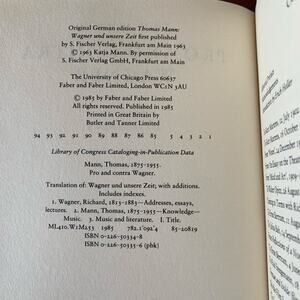 Original German edition Thomas Mann:
Wagner und unsere Zeit first published
by S. Fischer Verlag, Frankfurt am Main 1963
© 1963 Katja Mann. By permission of
S. Fischer Verlag GmbH, Frankfurt am Main
The University of Chicago Press 60637
Faber and Faber Limited, London WC1N 3AU
© 1985 by Faber and Faber Limited
All rights reserved. Published in 1985
Printed in Great Britain by
Butler and Tanner Limited
94 93 92 91 90 89 88 87 86 85 5 4 3 2 1
Library of Congress Cataloging-in-Publication Data
Mann, Thomas, 1875-1955.
Pro and contra Wagner.
Translation of: Wagner und unsere Zeit; with additions.
Includes indexes.
1. Wagner, Richard, 1813-1883—Addresses, essays,
lectures. 2. Mann, Thomas, 1875-1955—Knowledge—
Music. 3. Music and literature. I. Title.
ML410.W1M253 1985 782.1'092'4 85-20819
ISBN 0-226-50334-8
ISBN 0-226-50335-6 (pbk)